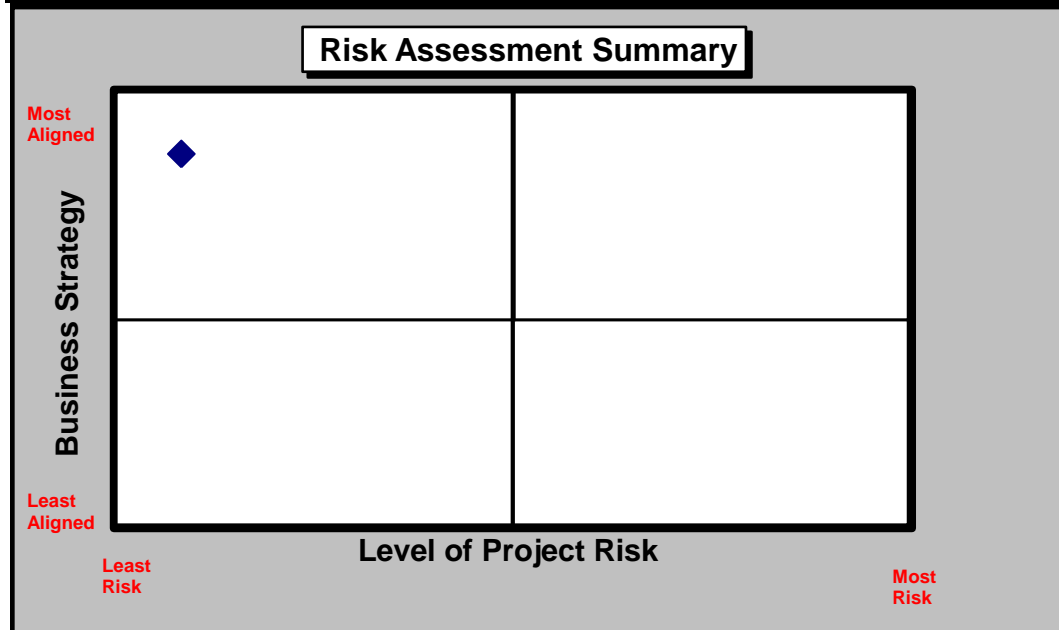 Risk Assessment Summary
Most
Aligned
Business Strategy
Least
Aligned
Level of Project Risk
Least
Risk
Most
Risk